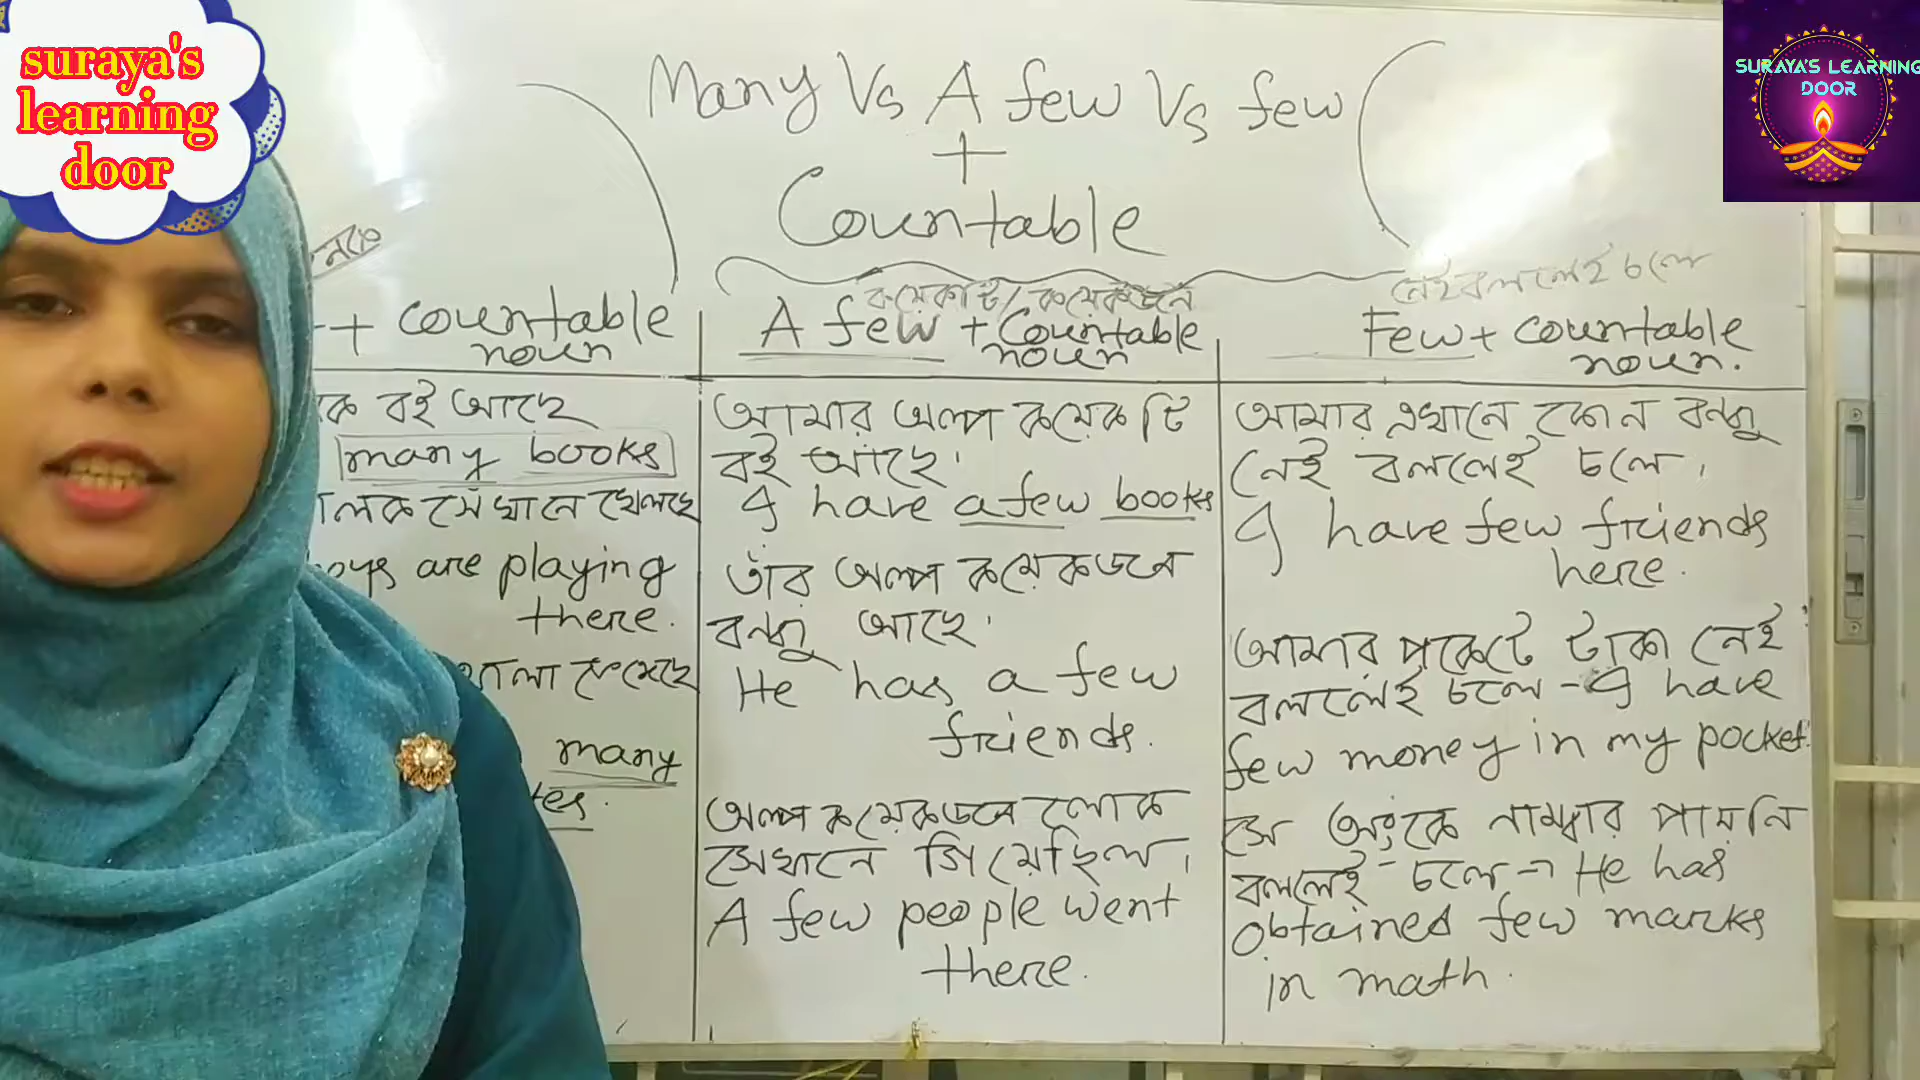 suraya's
learning
door
SURAYA'S LEARNING
DOOR
Many Vs A few Vs few
+
Countable
+ Countable
noun
কয়েকটি/কয়েকজন
A few + Countable
noun
নেই বললেই চলে
Few + countable
noun.
বই আছে
many books
সেখানে খেলছে
are playing
there.
many
আমার অল্প কয়েকটি
বই আছে।
I have a few books
তার অল্প কয়েকজন
বন্ধু আছে।
He has a few
friends.
অল্প কয়েকজন লোক
সেখানে গিয়েছিল।
A few people went
there.
আমার এখানে কোন বন্ধু
নেই বললেই চলে।
I have few friends
here.
আমার পকেটে টাকা নেই
বললেই চলে - I have
few money in my pocket.
সে অংকে নাম্বার পায়নি
বললেই চলে → He has
obtained few marks
in math.